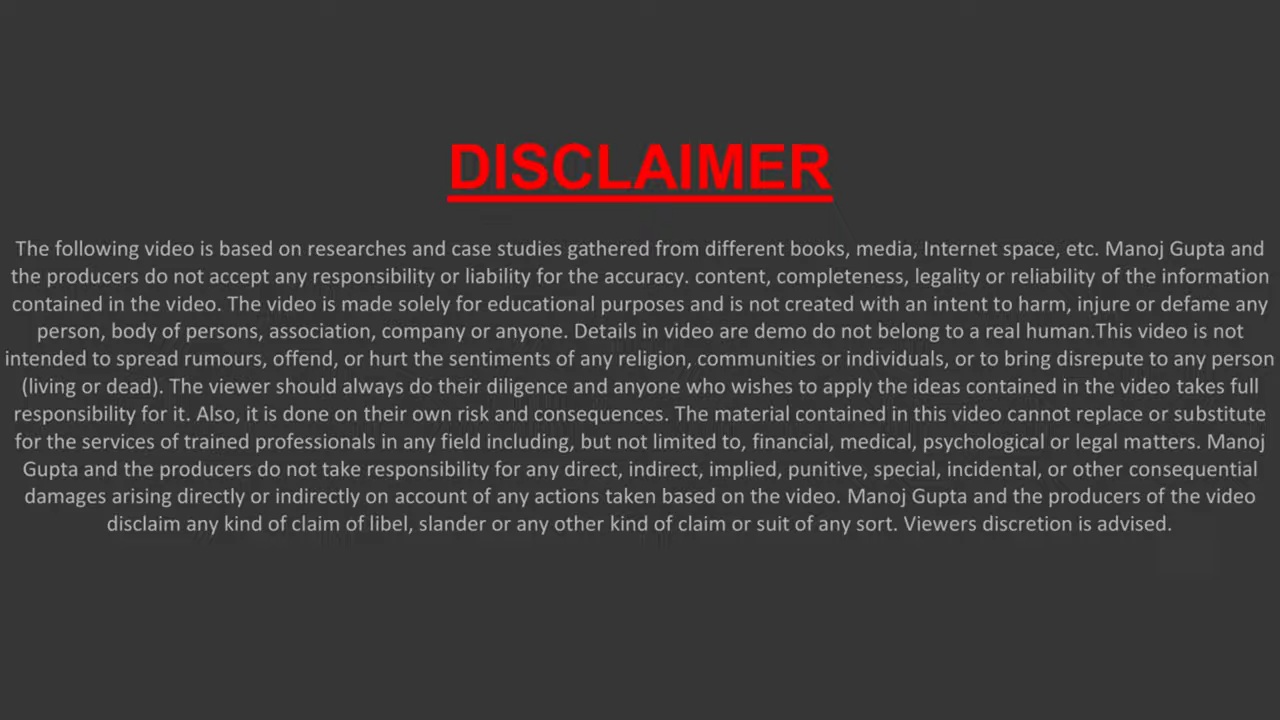 DISCLAIMER
The following video is based on researches and case studies gathered from different books, media, Internet space, etc. Manoj Gupta and
the producers do not accept any responsibility or liability for the accuracy. content, completeness, legality or reliability of the information
contained in the video. The video is made solely for educational purposes and is not created with an intent to harm, injure or defame any
person, body of persons, association, company or anyone. Details in video are demo do not belong to a real human.This video is not
intended to spread rumours, offend, or hurt the sentiments of any religion, communities or individuals, or to bring disrepute to any person
(living or dead). The viewer should always do their diligence and anyone who wishes to apply the ideas contained in the video takes full
responsibility for it. Also, it is done on their own risk and consequences. The material contained in this video cannot replace or substitute
for the services of trained professionals in any field including, but not limited to, financial, medical, psychological or legal matters. Manoj
Gupta and the producers do not take responsibility for any direct, indirect, implied, punitive, special, incidental, or other consequential
damages arising directly or indirectly on account of any actions taken based on the video. Manoj Gupta and the producers of the video
disclaim any kind of claim of libel, slander or any other kind of claim or suit of any sort. Viewers discretion is advised.